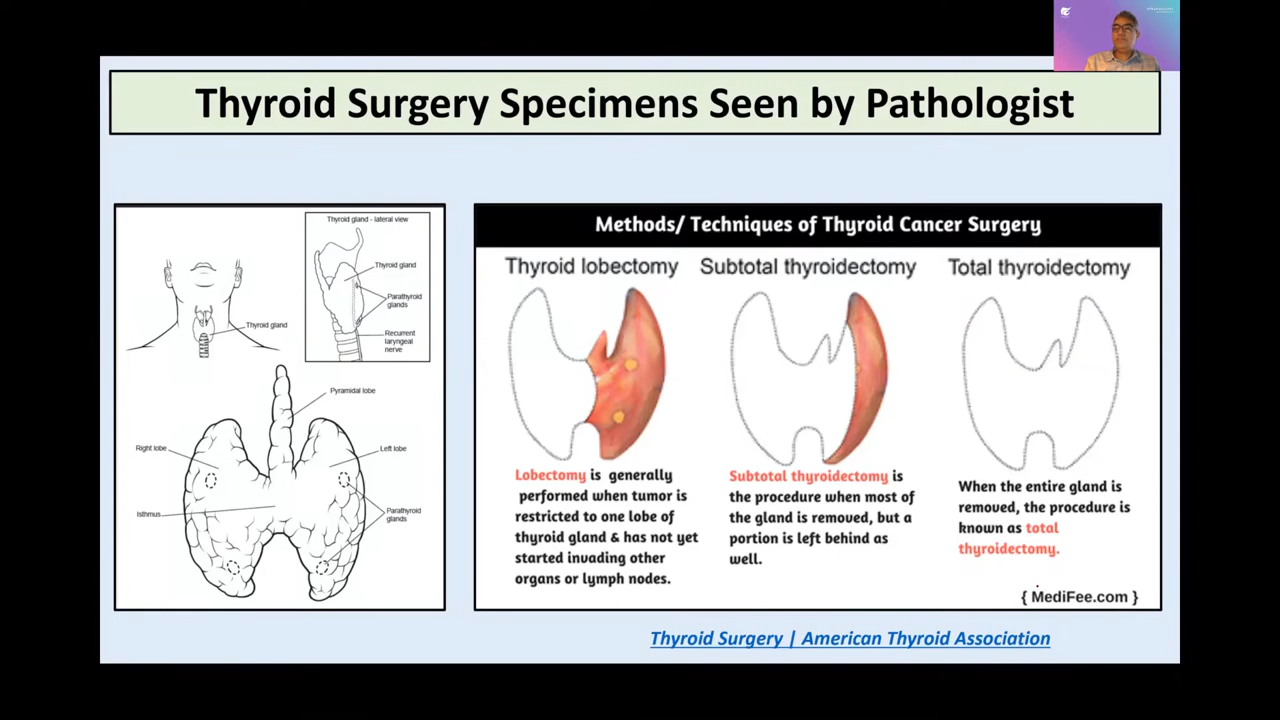 Thyroid Surgery Specimens Seen by Pathologist
Thyroid gland - lateral view
Thyroid gland
Parathyroid
glands
Recurrent
laryngeal
nerve
Thyroid gland
Pyramidal lobe
Right lobe
Left lobe
Isthmus
Parathyroid
glands
Methods/ Techniques of Thyroid Cancer Surgery
Thyroid lobectomy
Lobectomy is generally
performed when tumor is
restricted to one lobe of
thyroid gland & has not yet
started invading other
organs or lymph nodes.
Subtotal thyroidectomy
Subtotal thyroidectomy is
the procedure when most of
the gland is removed, but a
portion is left behind as
well.
Total thyroidectomy
When the entire gland is
removed, the procedure is
known as total
thyroidectomy.
{ MediFee.com }
Thyroid Surgery | American Thyroid Association